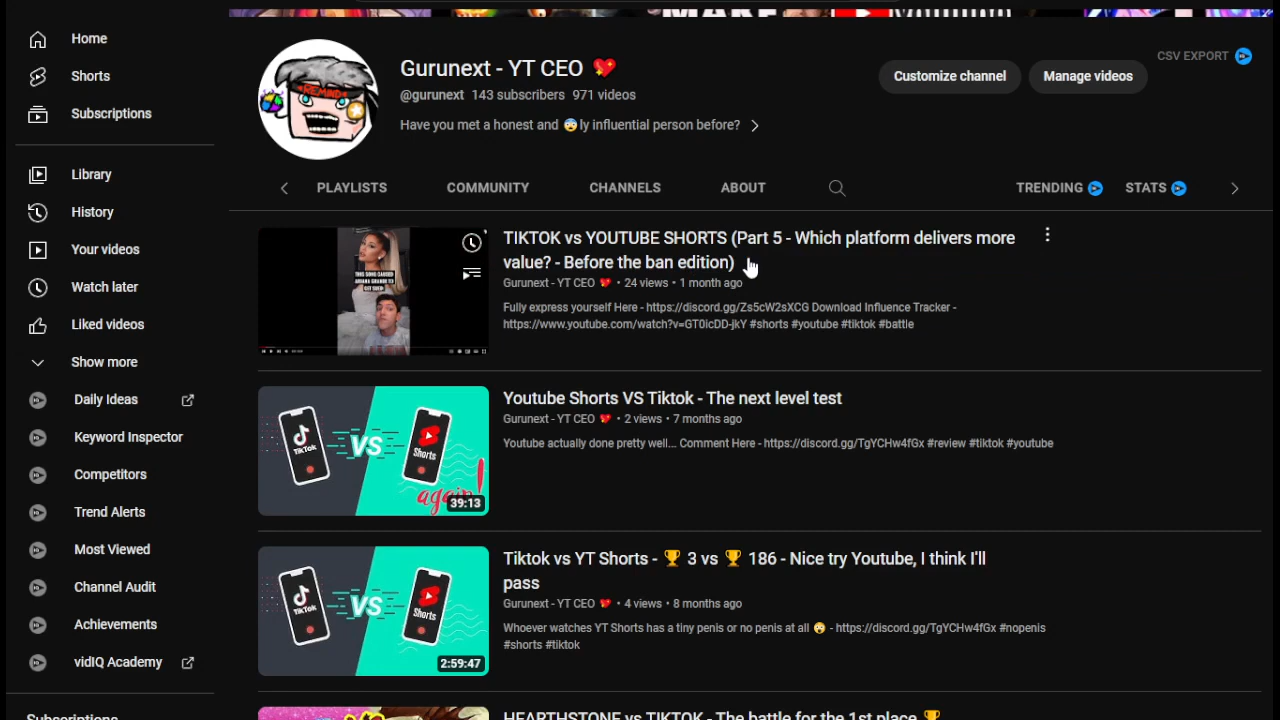 Home
Shorts
Subscriptions
Library
History
Your videos
Watch later
Liked videos
Show more
Daily Ideas
Keyword Inspector
Competitors
Trend Alerts
Most Viewed
Channel Audit
Achievements
vidIQ Academy
Subscriptions
REMIND
Gurunext - YT CEO 💖
@gurunext 143 subscribers 971 videos
Have you met a honest and 😨ly influential person before?
Customize channel
Manage videos
CSV EXPORT
PLAYLISTS COMMUNITY CHANNELS ABOUT TRENDING STATS
THIS SONG CAUSED
ARIANA GRANDE TO
GET SUED
TIKTOK vs YOUTUBE SHORTS (Part 5 - Which platform delivers more
value? - Before the ban edition)
Gurunext - YT CEO 💖 • 24 views • 1 month ago
Fully express yourself Here - https://discord.gg/Zs5cW2sXCG Download Influence Tracker -
https://www.youtube.com/watch?v=GT0icDD-jkY #shorts #youtube #tiktok #battle
TikTok
VS
Shorts
again!
39:13
Youtube Shorts VS Tiktok - The next level test
Gurunext - YT CEO 💖 • 2 views • 7 months ago
Youtube actually done pretty well... Comment Here - https://discord.gg/TgYCHw4fGx #review #tiktok #youtube
TikTok
VS
Shorts
2:59:47
Tiktok vs YT Shorts - 🏆 3 vs 🏆 186 - Nice try Youtube, I think I'll
pass
Gurunext - YT CEO 💖 • 4 views • 8 months ago
Whoever watches YT Shorts has a tiny penis or no penis at all 😲 - https://discord.gg/TgYCHw4fGx #nopenis
#shorts #tiktok
HEARTHSTONE vs TIKTOK - The battle for the 1st place 🏆